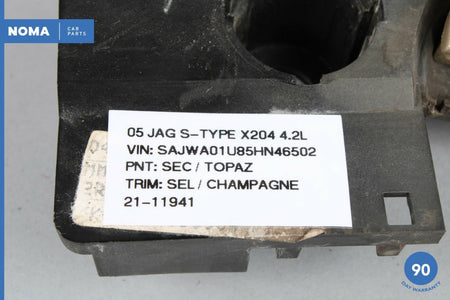 NOMA
CAR
PARTS
05 JAG S-TYPE X204 4.2L
VIN: SAJWA01U85HN46502
PNT: SEC / TOPAZ
TRIM: SEL / CHAMPAGNE
21-11941
90
DAY WARRANTY